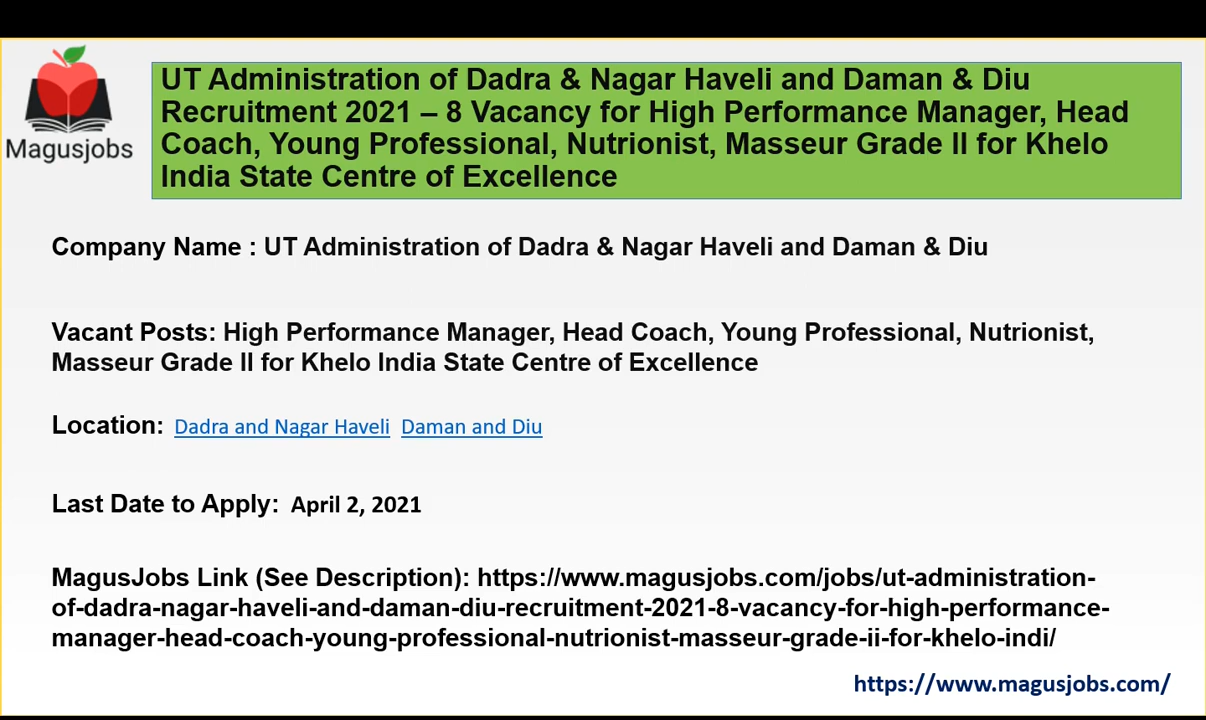 Magusjobs
UT Administration of Dadra & Nagar Haveli and Daman & Diu
Recruitment 2021 – 8 Vacancy for High Performance Manager, Head
Coach, Young Professional, Nutrionist, Masseur Grade II for Khelo
India State Centre of Excellence
Company Name : UT Administration of Dadra & Nagar Haveli and Daman & Diu
Vacant Posts: High Performance Manager, Head Coach, Young Professional, Nutrionist,
Masseur Grade II for Khelo India State Centre of Excellence
Location: Dadra and Nagar Haveli Daman and Diu
Last Date to Apply: April 2, 2021
MagusJobs Link (See Description): https://www.magusjobs.com/jobs/ut-administration-
of-dadra-nagar-haveli-and-daman-diu-recruitment-2021-8-vacancy-for-high-performance-
manager-head-coach-young-professional-nutrionist-masseur-grade-ii-for-khelo-indi/
https://www.magusjobs.com/